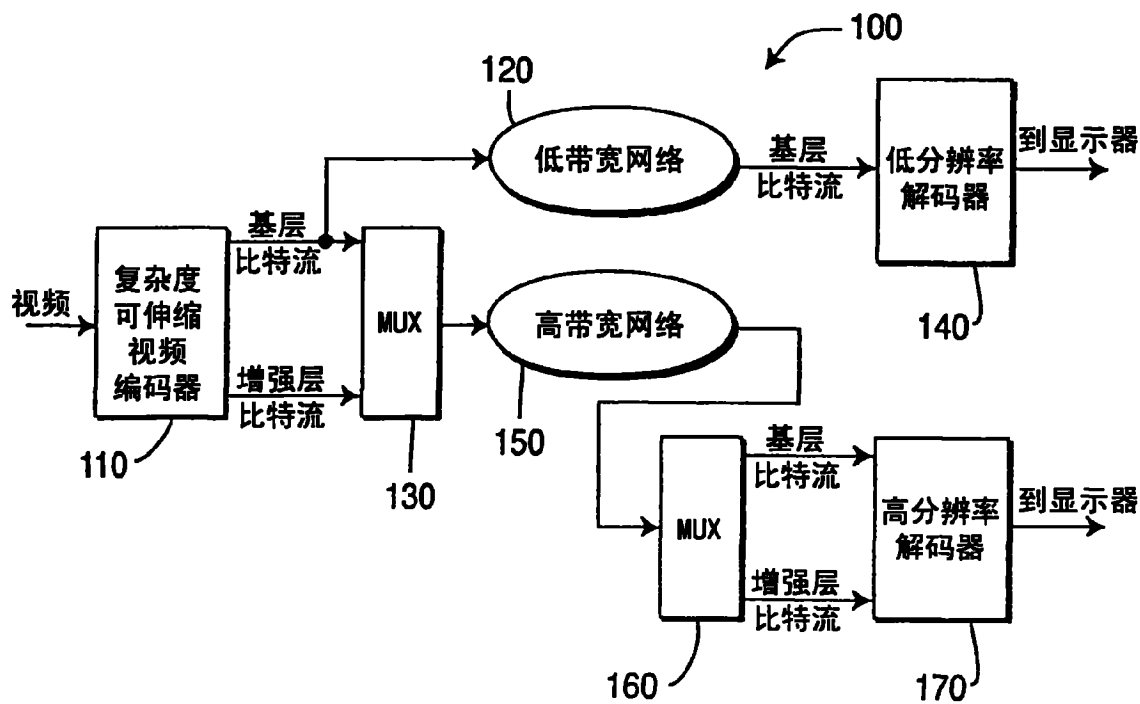 100
120
低带宽网络
基层
比特流
低分辨率
解码器
到显示器
140
视频
复杂度
可伸缩
视频
编码器
110
基层
比特流
增强层
比特流
MUX
130
高带宽网络
150
MUX
160
基层
比特流
增强层
比特流
高分辨率
解码器
170
到显示器